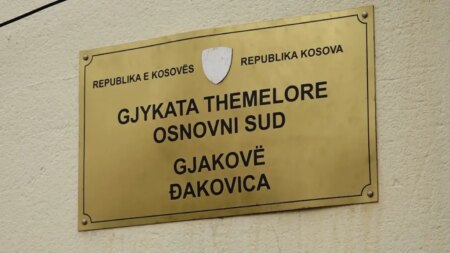 REPUBLIKA E KOSOVËS REPUBLIKA KOSOVA
GJYKATA THEMELORE
OSNOVNI SUD
GJAKOVË
ĐAKOVICA